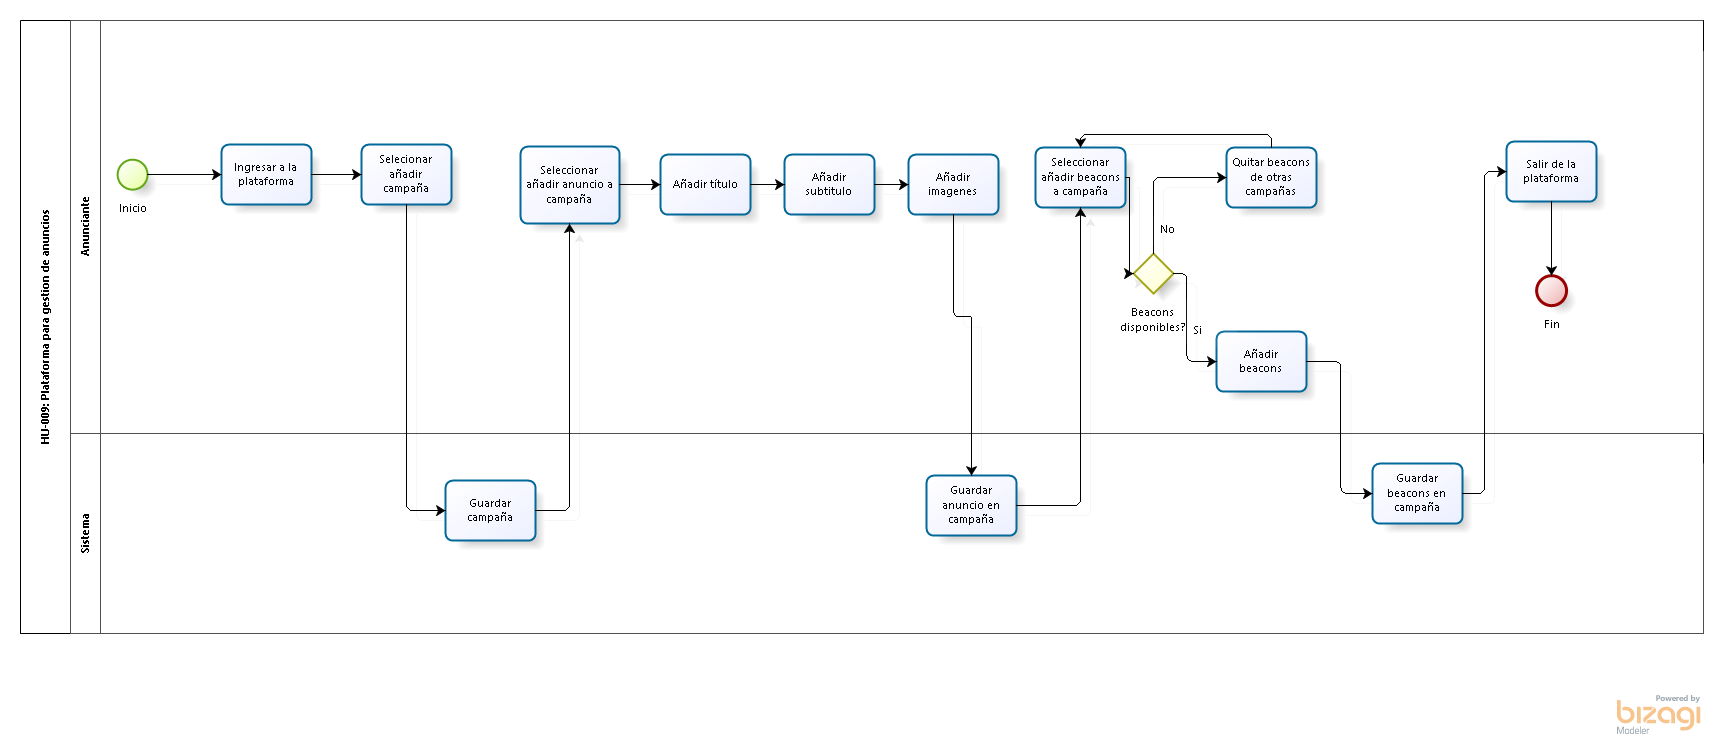 HU-009: Plataforma para gestion de anuncios
Anunciante
Inicio
Ingresar a la
plataforma
Selecionar
añadir
campaña
Seleccionar
añadir anuncio a
campaña
Añadir título
Añadir
subtitulo
Añadir
imagenes
Seleccionar
añadir beacons
a campaña
Quitar beacons
de otras
campañas
No
Beacons
disponibles?
Si
Añadir
beacons
Salir de la
plataforma
Fin
Sistema
Guardar
campaña
Guardar
anuncio en
campaña
Guardar
beacons en
campaña
Powered by
bizagi
Modeler